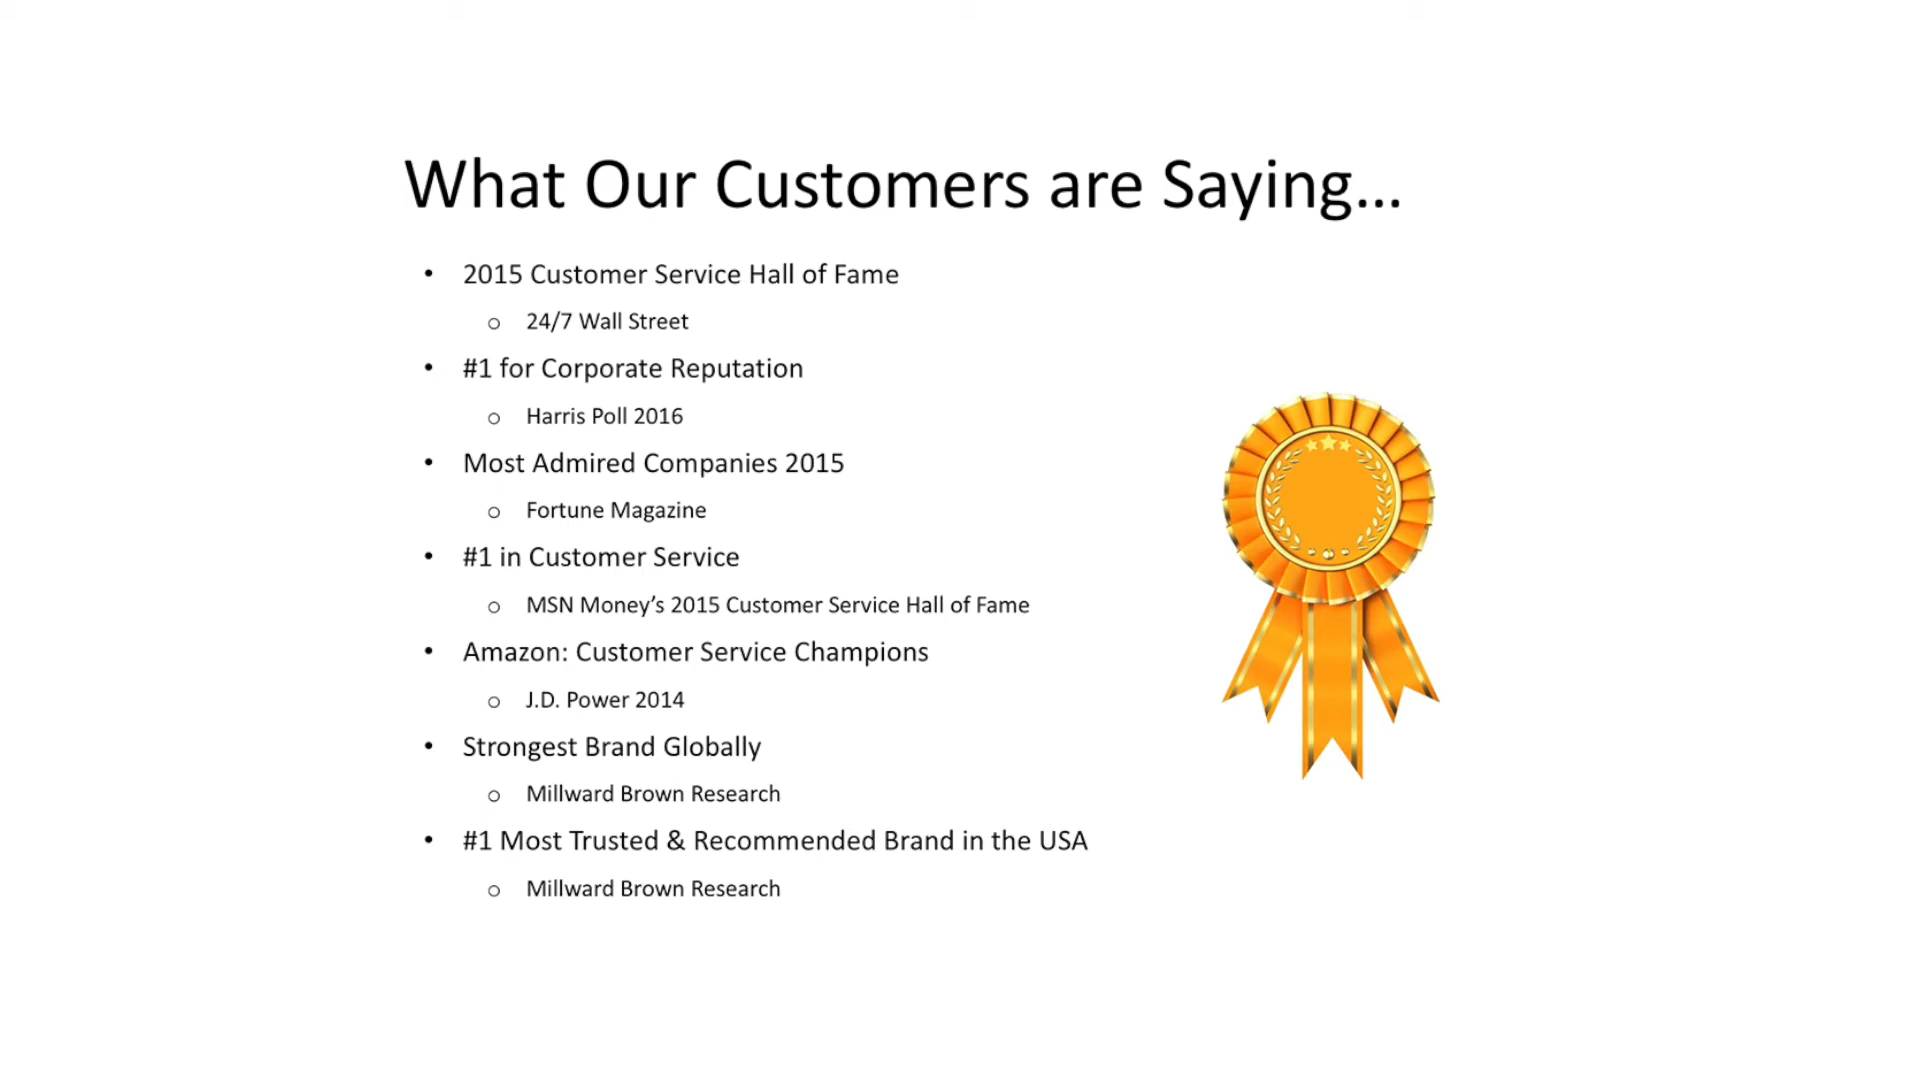 What Our Customers are Saying...
• 2015 Customer Service Hall of Fame
o 24/7 Wall Street
• #1 for Corporate Reputation
o Harris Poll 2016
• Most Admired Companies 2015
o Fortune Magazine
• #1 in Customer Service
o MSN Money’s 2015 Customer Service Hall of Fame
• Amazon: Customer Service Champions
o J.D. Power 2014
• Strongest Brand Globally
o Millward Brown Research
• #1 Most Trusted & Recommended Brand in the USA
o Millward Brown Research